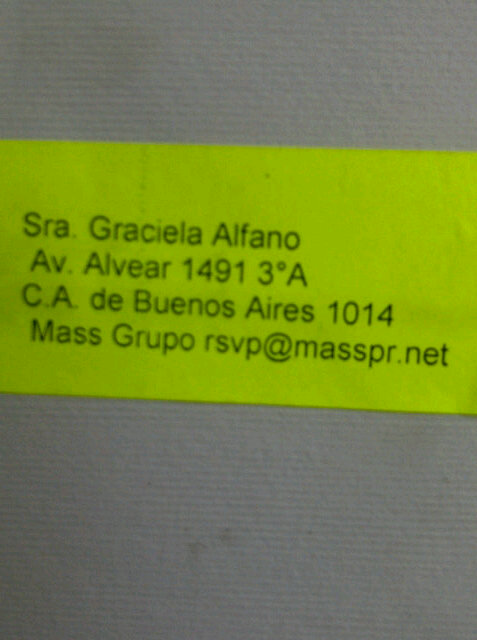 Sra. Graciela Alfano
Av. Alvear 1491 3°A
C.A. de Buenos Aires 1014
Mass Grupo rsvp@masspr.net